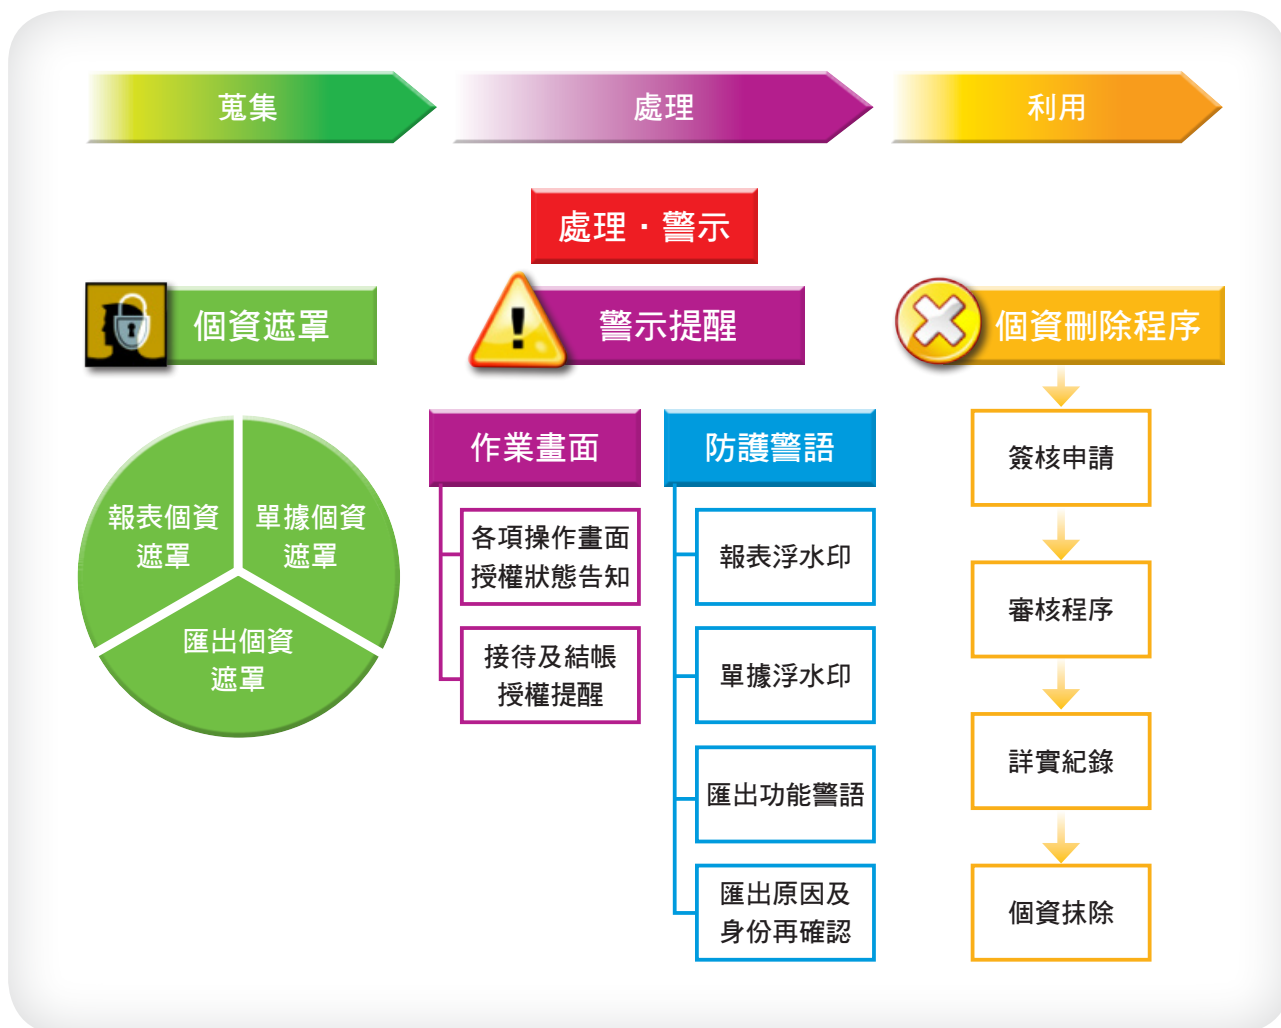 蒐集
處理
利用
處理・警示
個資遮罩
警示提醒
個資刪除程序
報表個資
遮罩
單據個資
遮罩
匯出個資
遮罩
作業畫面
各項操作畫面
授權狀態告知
接待及結帳
授權提醒
防護警語
報表浮水印
單據浮水印
匯出功能警語
匯出原因及
身份再確認
簽核申請
審核程序
詳實紀錄
個資抹除